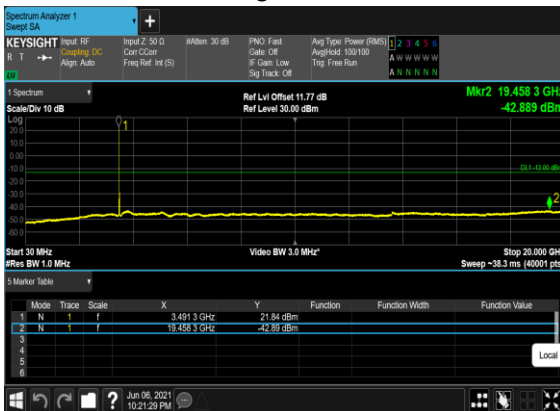 Spectrum Analyzer 1
Swept SA
KEYSIGHT
R T
LV
Input: RF
Coupling: DC
Align: Auto
Input Z: 50 Ω
Corr CCorr
Freq Ref: Int (S)
#Atten: 30 dB
PNO: Fast
Gate: Off
IF Gain: Low
Sig Track: Off
Avg Type: Power (RMS)
Avg|Hold: 100/100
Trig: Free Run
1 2 3 4 5 6
A W W W W W
A N N N N N
1 Spectrum
Scale/Div 10 dB
Ref Lvl Offset 11.77 dB
Ref Level 30.00 dBm
Mkr2 19.458 3 GHz
-42.889 dBm
Log
20.0
10.0
0.00
-10.0
-20.0
-30.0
-40.0
-50.0
-60.0
1
DL1 -13.00 dBm
2
Start 30 MHz
#Res BW 1.0 MHz
Video BW 3.0 MHz*
Stop 20.000 GHz
Sweep ~38.3 ms (40001 pts)
5 Marker Table
Mode Trace Scale X Y Function Function Width Function Value
1 N 1 f 3.491 3 GHz 21.84 dBm
2 N 1 f 19.458 3 GHz -42.89 dBm
3
4
5
6
Local
?
Jun 06, 2021
10:21:29 PM